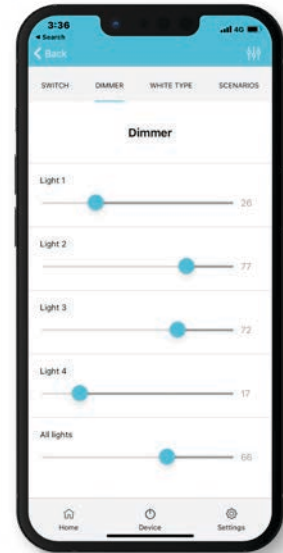 3:36
4G
Search
Back
SWITCH DIMMER WHITE TYPE SCENARIOS
Dimmer
Light 1
26
Light 2
77
Light 3
72
Light 4
17
All lights
66
Home Device Settings